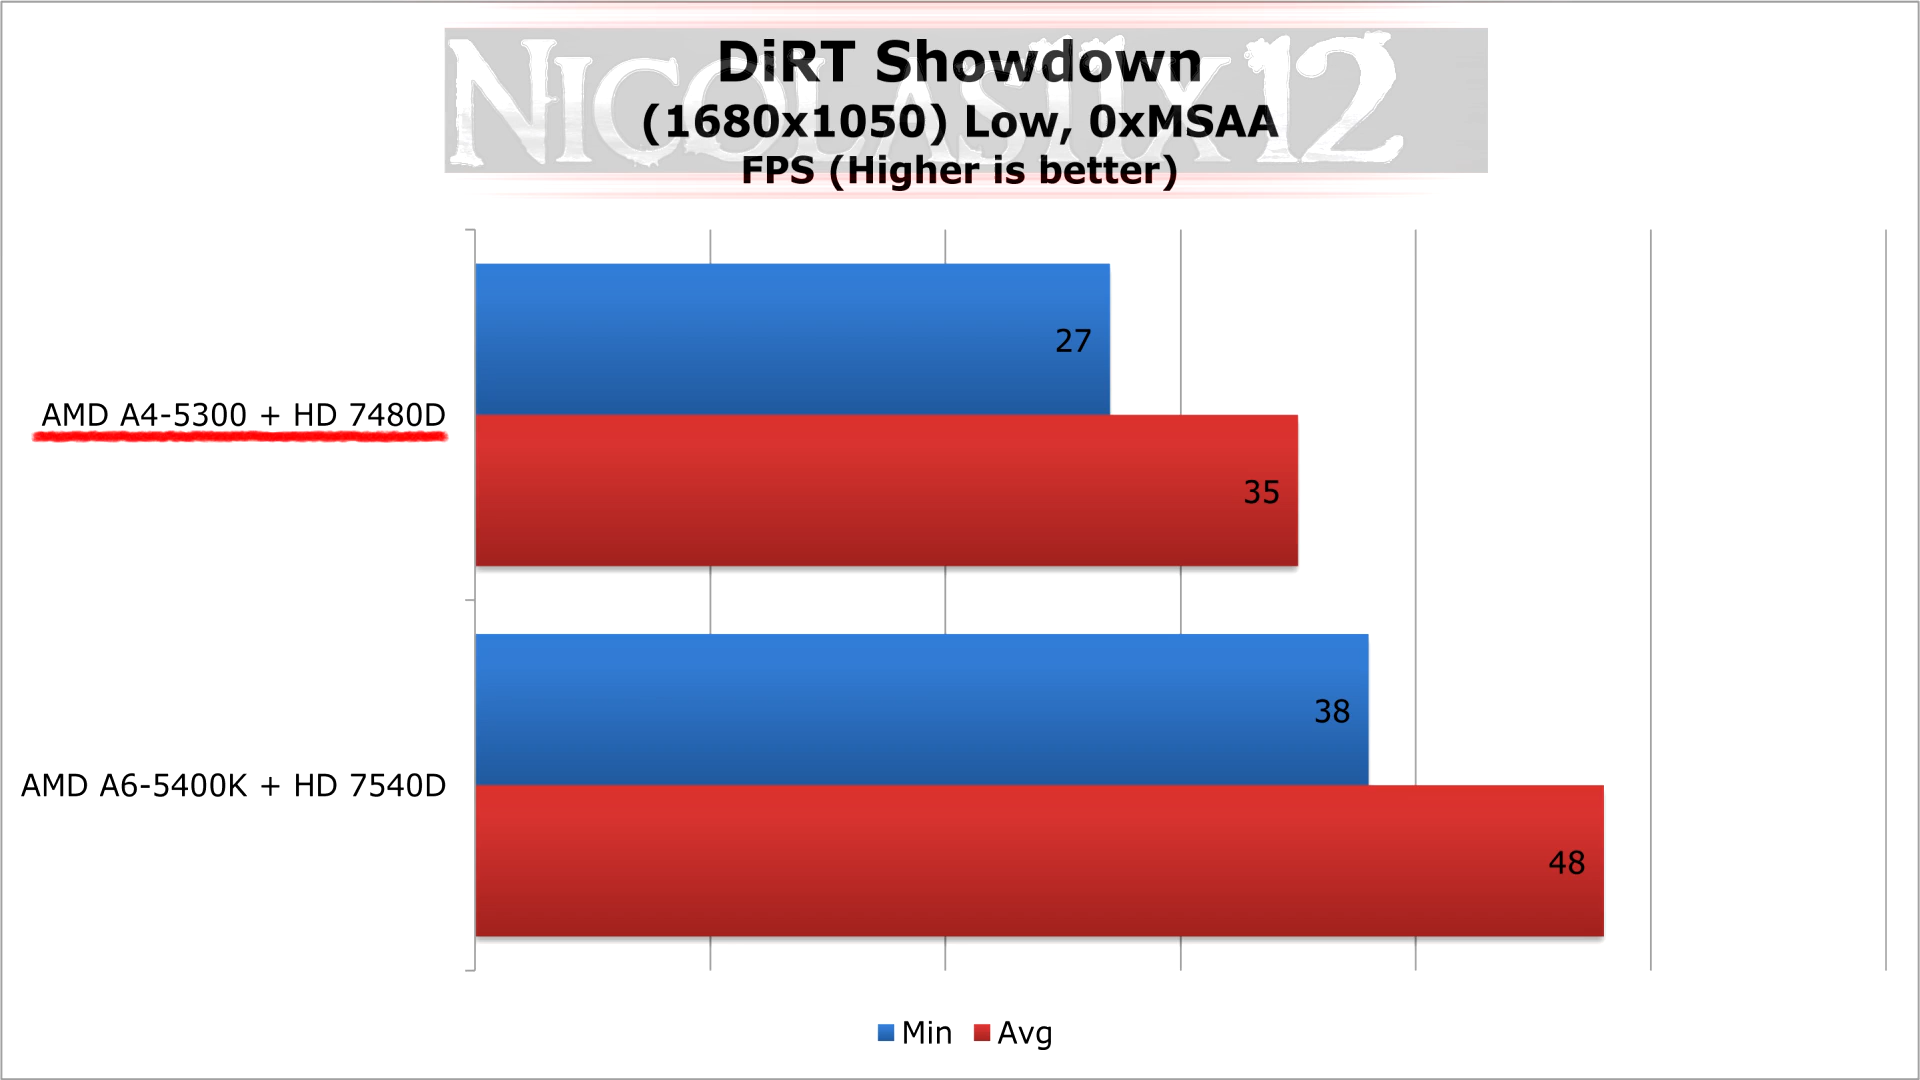 NICOLAS11X12
DiRT Showdown
(1680x1050) Low, 0xMSAA
FPS (Higher is better)
27
AMD A4-5300 + HD 7480D
35
38
AMD A6-5400K + HD 7540D
48
Min Avg